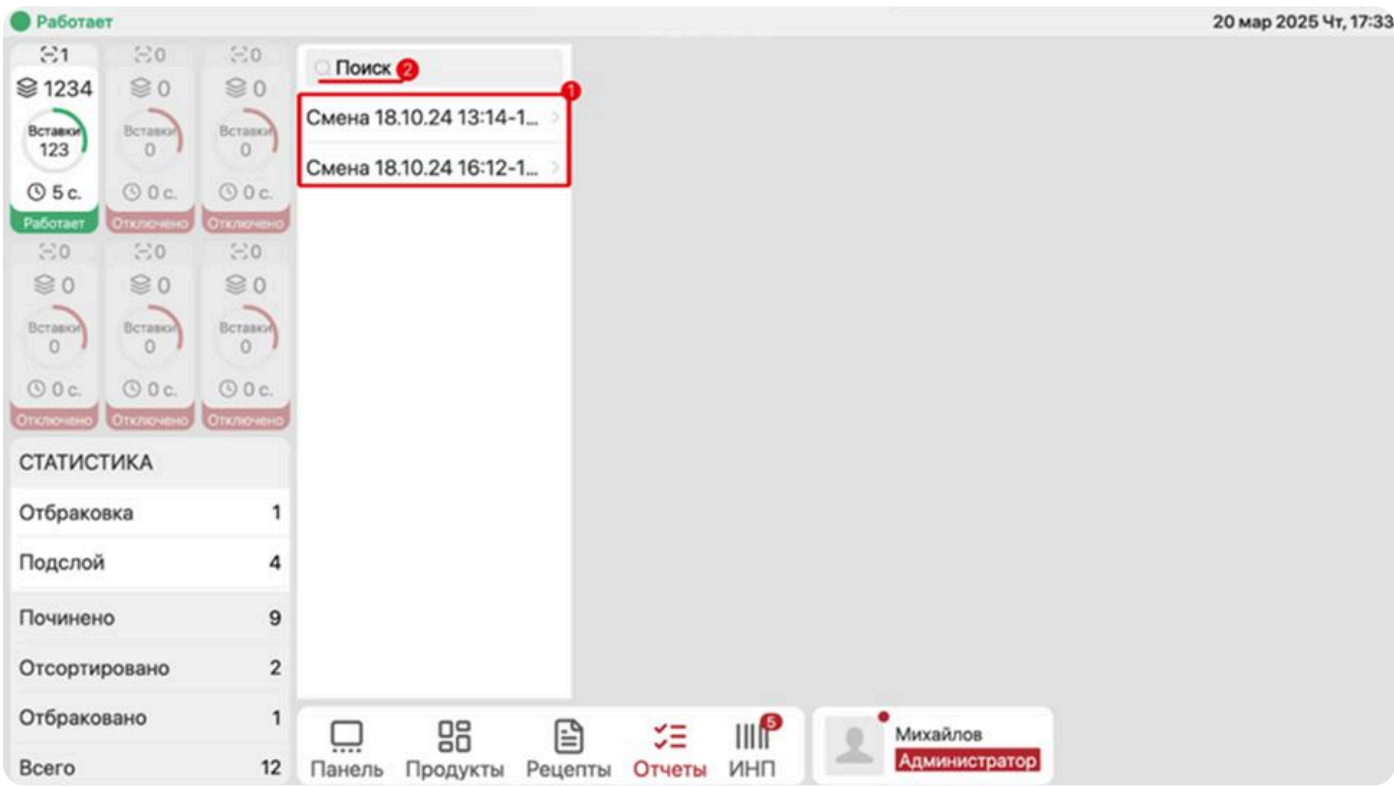 Работает
20 мар 2025 Чт, 17:33
1
0
0
1234
0
0
Вставки
123
Вставки
0
Вставки
0
5 с.
0 с.
0 с.
Работает
Отключено
Отключено
0
0
0
0
0
0
Вставки
0
Вставки
0
Вставки
0
0 с.
0 с.
0 с.
Отключено
Отключено
Отключено
СТАТИСТИКА
Отбраковка 1
Подслой 4
Починено 9
Отсортировано 2
Отбраковано 1
Всего 12
Поиск 2
1
Смена 18.10.24 13:14-1...
Смена 18.10.24 16:12-1...
Панель
Продукты
Рецепты
Отчеты
5
ИНП
Михайлов
Администратор